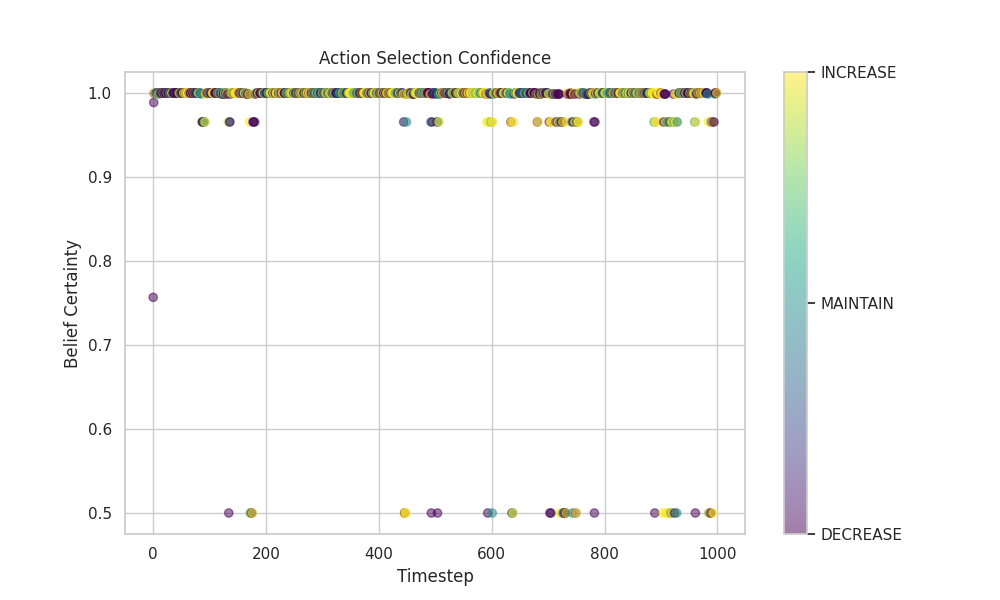 Action Selection Confidence
Belief Certainty
1.0
0.9
0.8
0.7
0.6
0.5
0
200
400
600
800
1000
Timestep
INCREASE
MAINTAIN
DECREASE